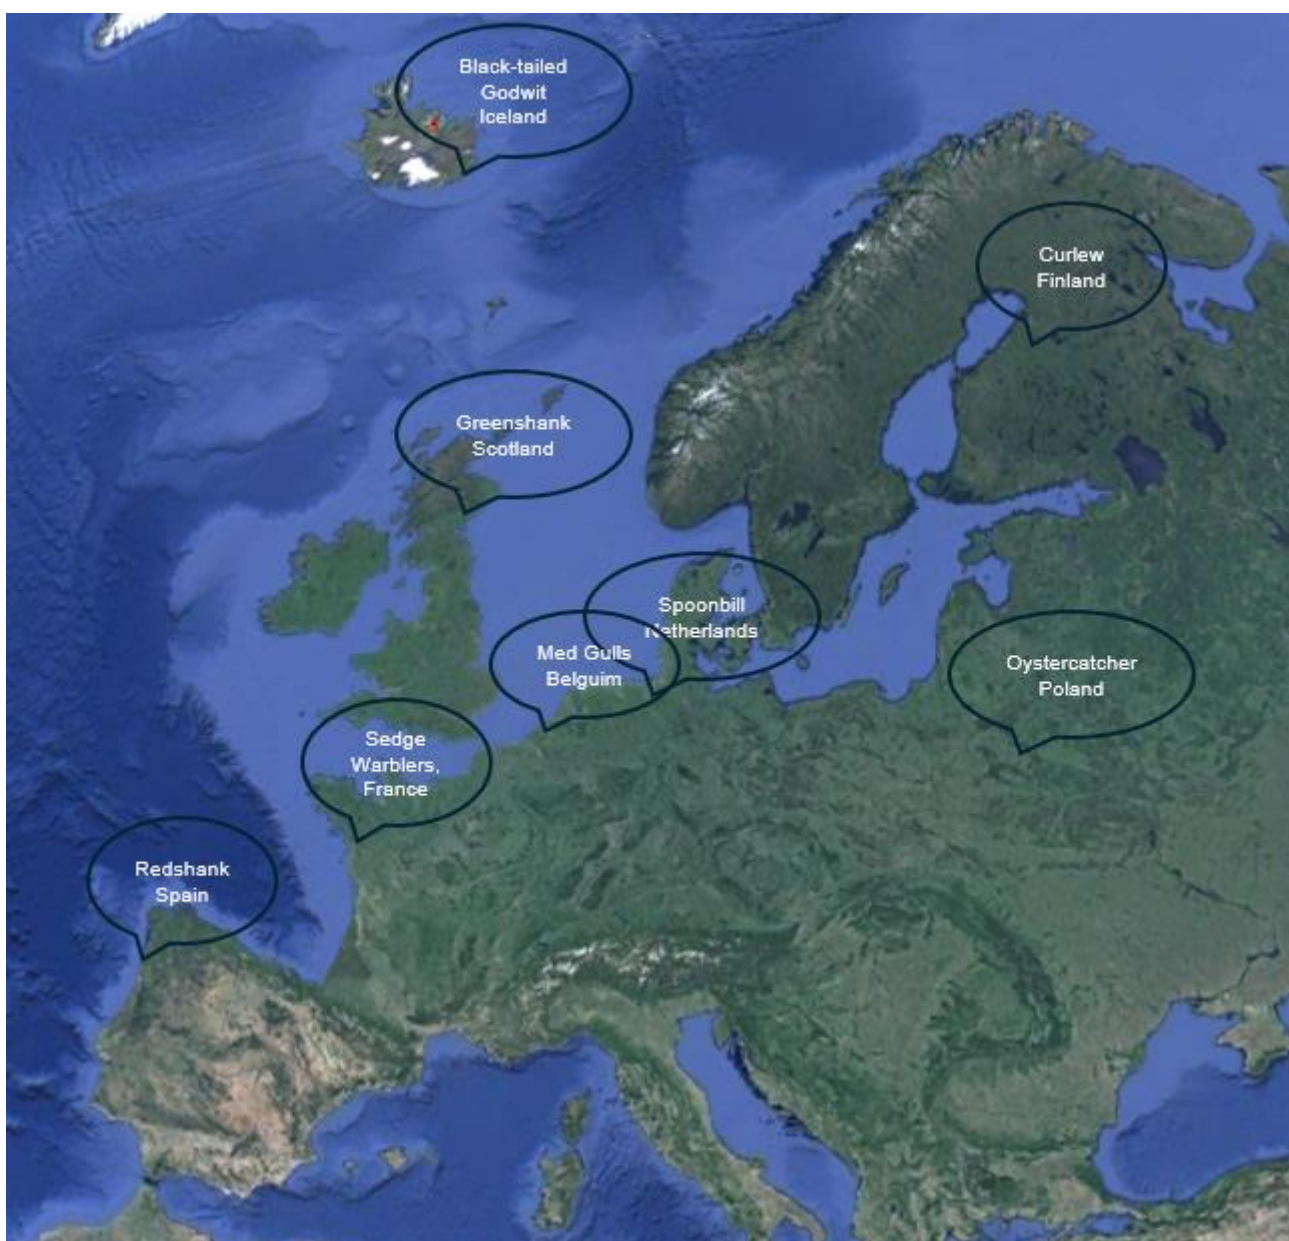 Black-tailed
Godwit
Iceland
Curlew
Finland
Greenshank
Scotland
Spoonbill
Netherlands
Med Gulls
Belguim
Oystercatcher
Poland
Sedge
Warblers,
France
Redshank
Spain